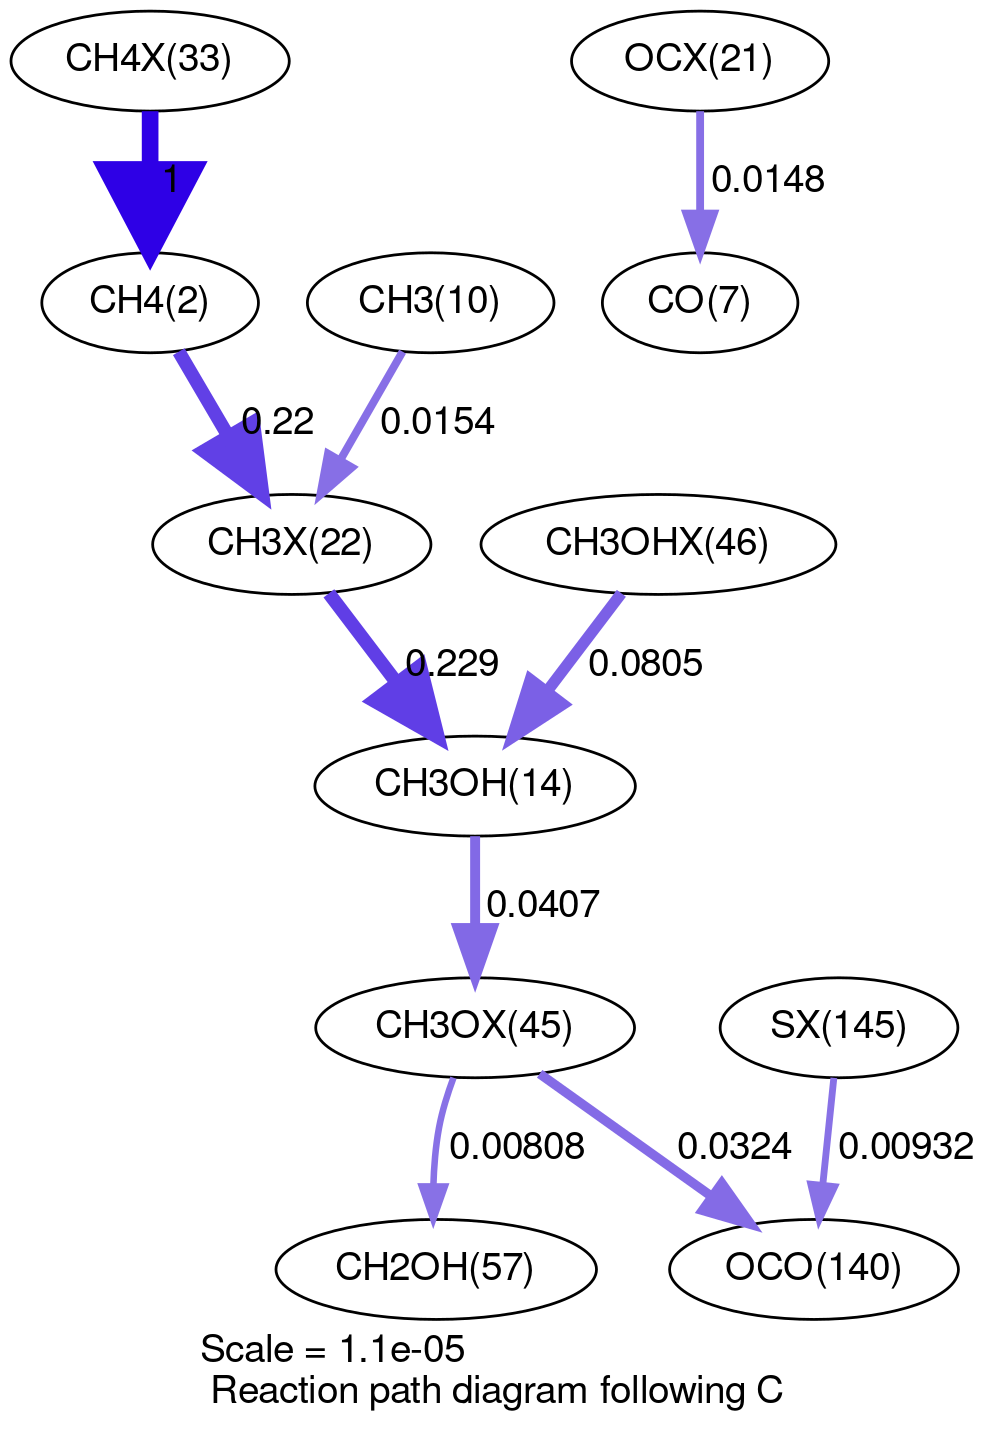 CH4X(33)
OCX(21)
1
0.0148
CH4(2)
CH3(10)
CO(7)
0.22
0.0154
CH3X(22)
CH3OHX(46)
0.229
0.0805
CH3OH(14)
0.0407
CH3OX(45)
SX(145)
0.00808
0.0324
0.00932
CH2OH(57)
OCO(140)
Scale = 1.1e-05
Reaction path diagram following C